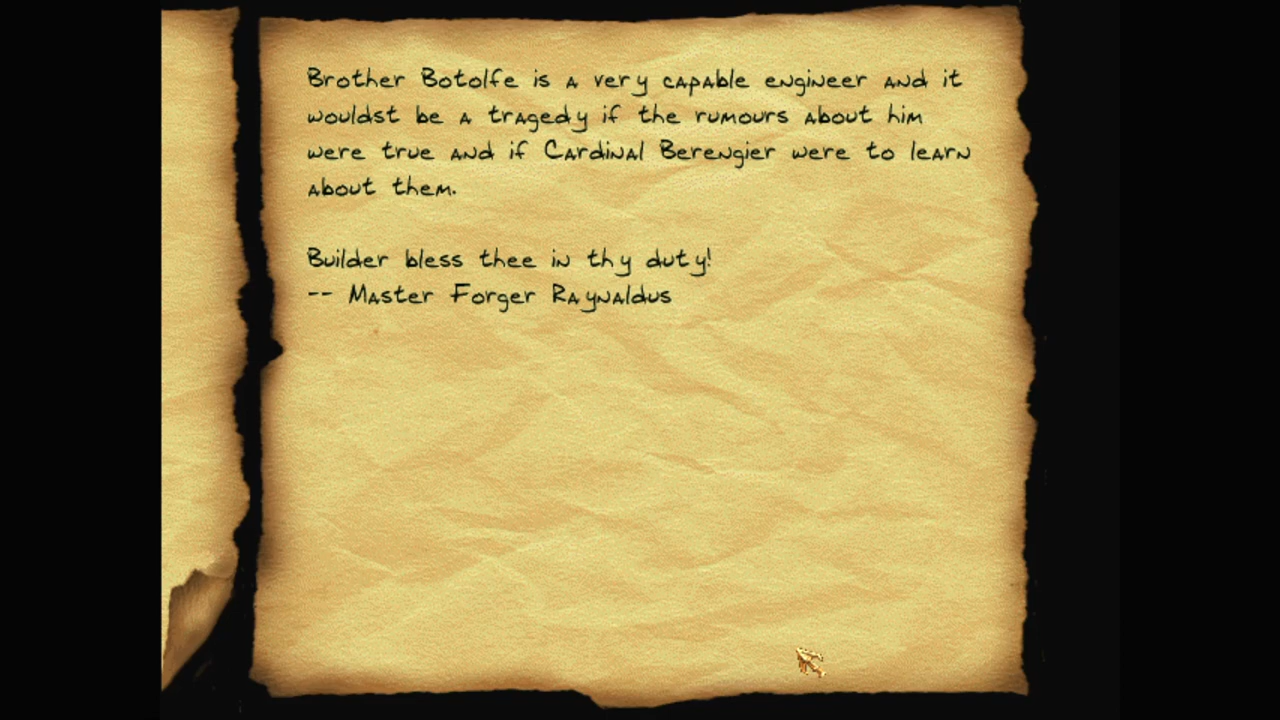 Brother Botolfe is a very capable engineer and it
wouldst be a tragedy if the rumours about him
were true and if Cardinal Berengier were to learn
about them.
Builder bless thee in thy duty!
-- Master Forger Raynaldus